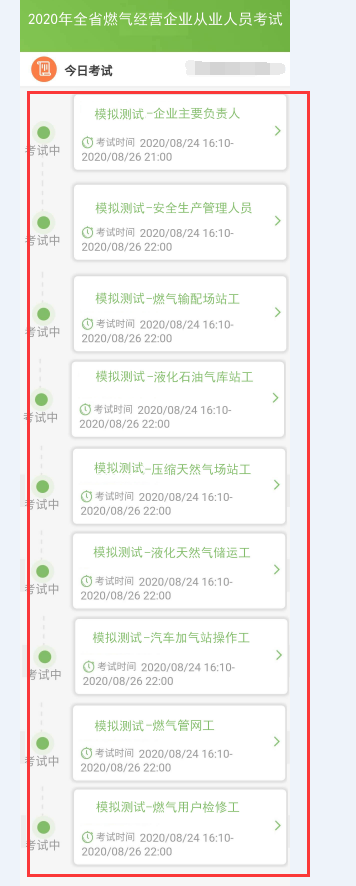 2020年全省燃气经营企业从业人员考试
今日考试
模拟测试-企业主要负责人
考试时间 2020/08/24 16:10-
2020/08/26 21:00
考试中
模拟测试-安全生产管理人员
考试时间 2020/08/24 16:10-
2020/08/26 22:00
考试中
模拟测试-燃气输配场站工
考试时间 2020/08/24 16:10-
2020/08/26 22:00
考试中
模拟测试-液化石油气库站工
考试时间 2020/08/24 16:10-
2020/08/26 22:00
考试中
模拟测试-压缩天然气场站工
考试时间 2020/08/24 16:10-
2020/08/26 22:00
考试中
模拟测试-液化天然气储运工
考试时间 2020/08/24 16:10-
2020/08/26 22:00
考试中
模拟测试-汽车加气站操作工
考试时间 2020/08/24 16:10-
2020/08/26 22:00
考试中
模拟测试-燃气管网工
考试时间 2020/08/24 16:10-
2020/08/26 22:00
考试中
模拟测试-燃气用户检修工
考试时间 2020/08/24 16:10-
2020/08/26 22:00
考试中